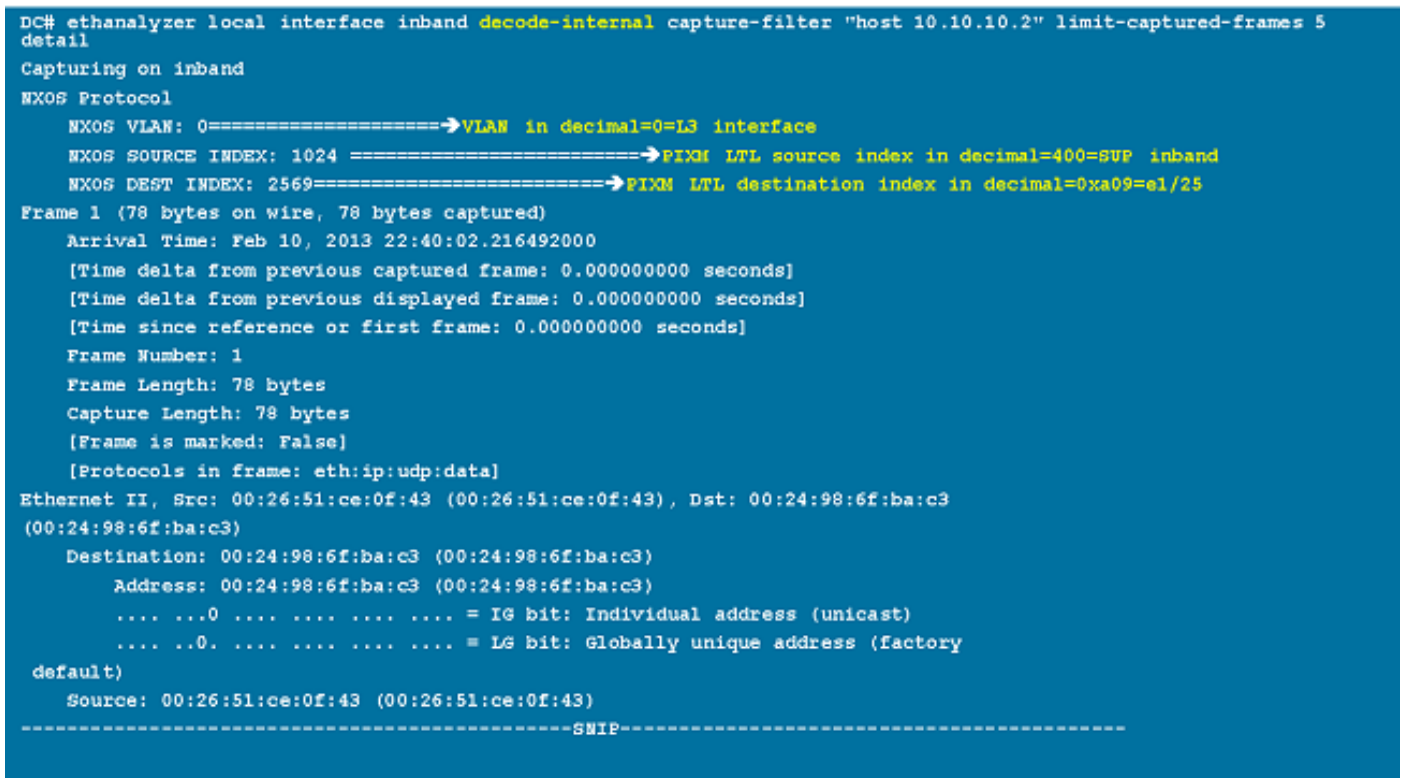 DC# ethanalyzer local interface inband decode-internal capture-filter "host 10.10.10.2" limit-captured-frames 5
detail
Capturing on inband
NXOS Protocol
NXOS VLAN: 0====================→VLAN in decimal=0=L3 interface
NXOS SOURCE INDEX: 1024 =========================→PIXM LTL source index in decimal=400=SUP inband
NXOS DEST INDEX: 2569=========================→PIXM LTL destination index in decimal=0xa09=e1/25
Frame 1 (78 bytes on wire, 78 bytes captured)
Arrival Time: Feb 10, 2013 22:40:02.216492000
[Time delta from previous captured frame: 0.000000000 seconds]
[Time delta from previous displayed frame: 0.000000000 seconds]
[Time since reference or first frame: 0.000000000 seconds]
Frame Number: 1
Frame Length: 78 bytes
Capture Length: 78 bytes
[Frame is marked: False]
[Protocols in frame: eth:ip:udp:data]
Ethernet II, Src: 00:26:51:ce:0f:43 (00:26:51:ce:0f:43), Dst: 00:24:98:6f:ba:c3
(00:24:98:6f:ba:c3)
Destination: 00:24:98:6f:ba:c3 (00:24:98:6f:ba:c3)
Address: 00:24:98:6f:ba:c3 (00:24:98:6f:ba:c3)
.... ...0 .... .... .... .... = IG bit: Individual address (unicast)
.... ..0. .... .... .... .... = LG bit: Globally unique address (factory
default)
Source: 00:26:51:ce:0f:43 (00:26:51:ce:0f:43)
------------------------------------------------SNIP--------------------------------------------